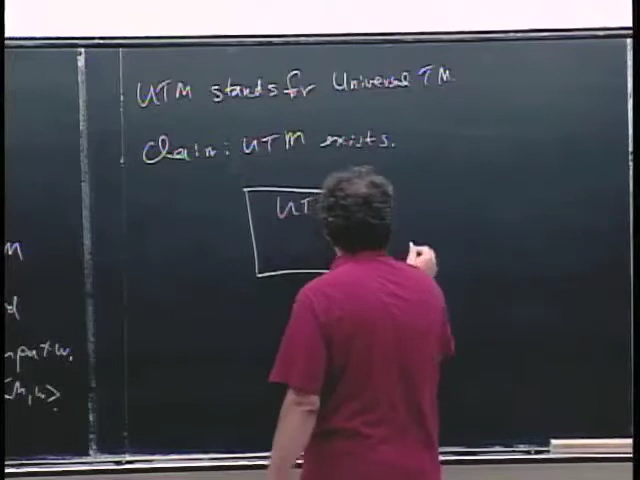 UTM stands for Universal TM
Claim: UTM exists.
UT
m
d
nput w.
<M,w>